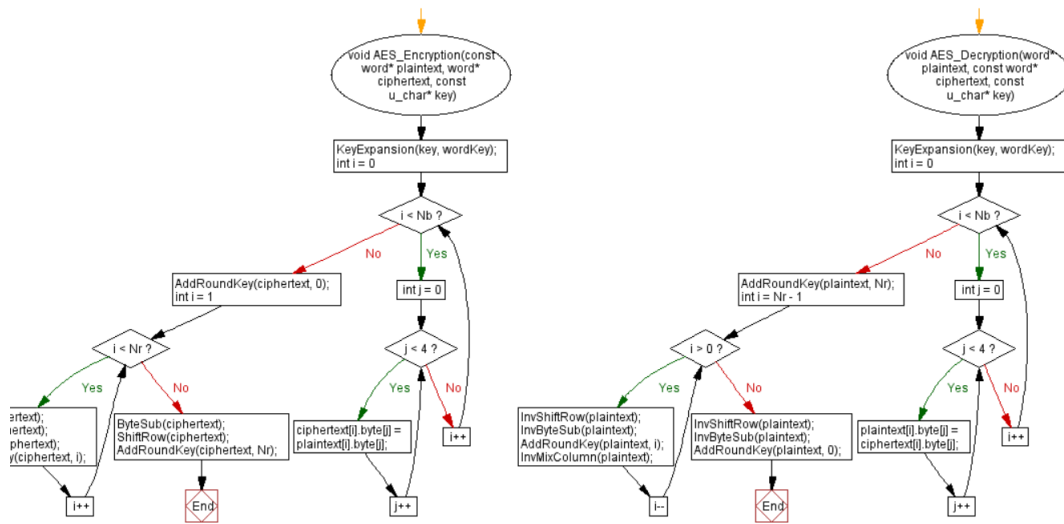 void AES_Encryption(const
word* plaintext, word*
ciphertext, const
u_char* key)
KeyExpansion(key, wordKey);
int i = 0
i < Nb ?
No
Yes
AddRoundKey(ciphertext, 0);
int i = 1
int j = 0
i < Nr ?
j < 4 ?
Yes
No
Yes
No
ByteSub(ciphertext);
ShiftRow(ciphertext);
AddRoundKey(ciphertext, Nr);
ciphertext[i].byte[j] =
plaintext[i].byte[j];
i++
(ciphertext, i);
i++
End
j++
void AES_Decryption(word*
plaintext, const word*
ciphertext, const
u_char* key)
KeyExpansion(key, wordKey);
int i = 0
i < Nb ?
No
Yes
AddRoundKey(plaintext, Nr);
int i = Nr - 1
int j = 0
i > 0 ?
j < 4 ?
Yes
No
Yes
No
InvShiftRow(plaintext);
InvByteSub(plaintext);
AddRoundKey(plaintext, i);
InvMixColumn(plaintext);
InvShiftRow(plaintext);
InvByteSub(plaintext);
AddRoundKey(plaintext, 0);
plaintext[i].byte[j] =
ciphertext[i].byte[j];
i++
i--
End
j++